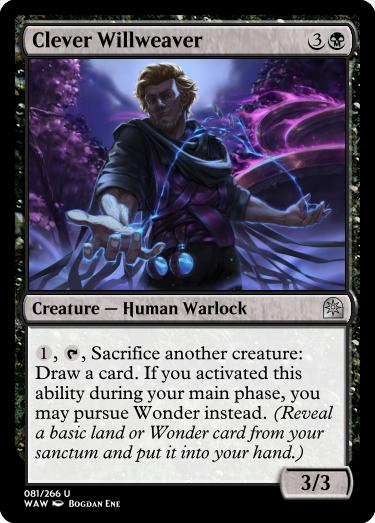 Clever Willweaver 3
Creature — Human Warlock
1, , Sacrifice another creature:
Draw a card. If you activated this
ability during your main phase, you
may pursue Wonder instead. (Reveal
a basic land or Wonder card from your
sanctum and put it into your hand.)
3/3
081/266 U
WAW Bogdan Ene